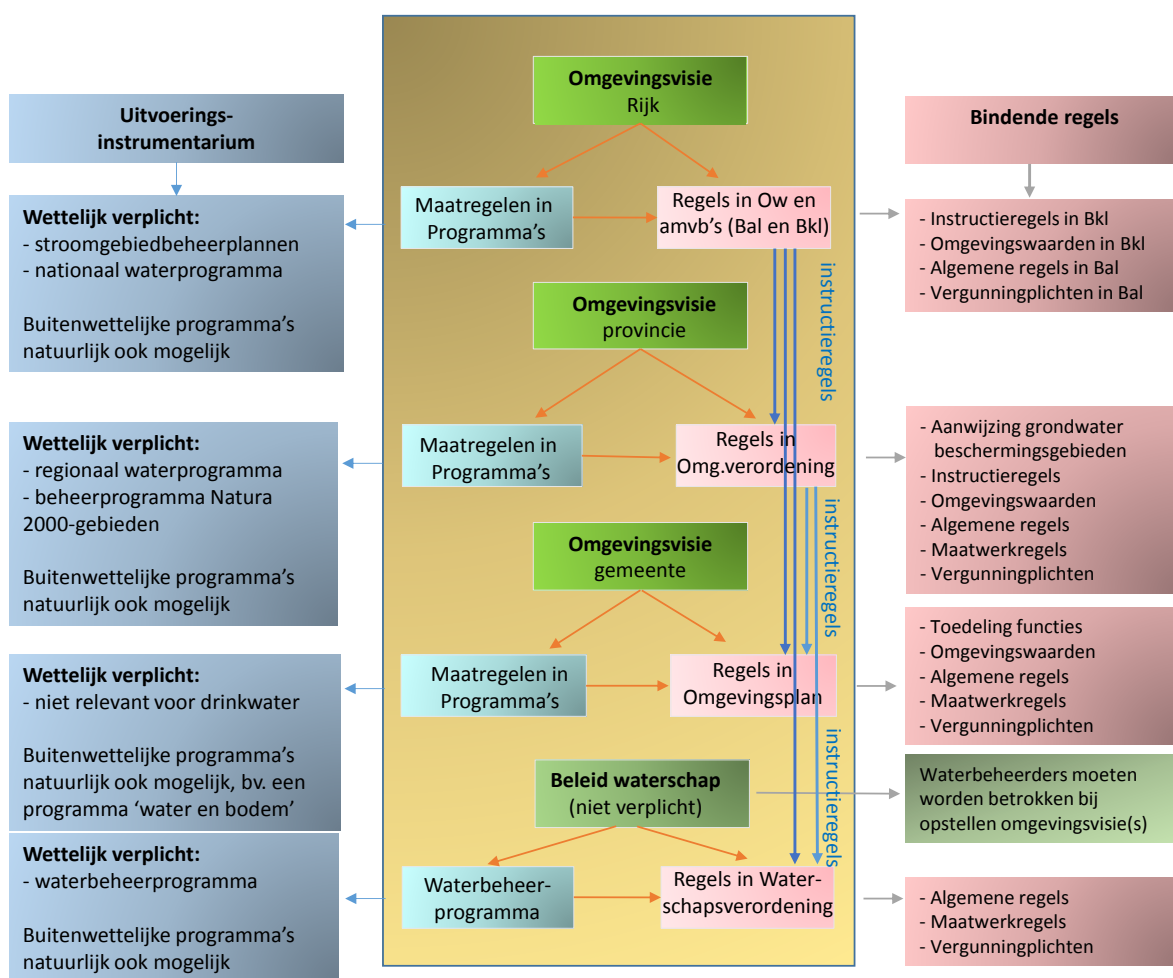 Uitvoerings-
instrumentarium
Wettelijk verplicht:
- stroomgebiedbeheerplannen
- nationaal waterprogramma
Buitenwettelijke programma's
natuurlijk ook mogelijk
Wettelijk verplicht:
- regionaal waterprogramma
- beheerprogramma Natura
2000-gebieden
Buitenwettelijke programma's
natuurlijk ook mogelijk
Wettelijk verplicht:
- niet relevant voor drinkwater
Buitenwettelijke programma's
natuurlijk ook mogelijk, bv. een
programma 'water en bodem'
Wettelijk verplicht:
- waterbeheerprogramma
Buitenwettelijke programma's
natuurlijk ook mogelijk
Omgevingsvisie
Rijk
Maatregelen in
Programma's
Regels in Ow en
amvb's (Bal en Bkl)
instructieregels
Omgevingsvisie
provincie
Maatregelen in
Programma's
Regels in
Omg.verordening
instructieregels
Omgevingsvisie
gemeente
Maatregelen in
Programma's
Regels in
Omgevingsplan
instructieregels
Beleid waterschap
(niet verplicht)
Waterbeheer-
programma
Regels in Water-
schapsverordening
Bindende regels
- Instructieregels in Bkl
- Omgevingswaarden in Bkl
- Algemene regels in Bal
- Vergunningplichten in Bal
- Aanwijzing grondwater
beschermingsgebieden
- Instructieregels
- Omgevingswaarden
- Algemene regels
- Maatwerkregels
- Vergunningplichten
- Toedeling functies
- Omgevingswaarden
- Algemene regels
- Maatwerkregels
- Vergunningplichten
Waterbeheerders moeten
worden betrokken bij
opstellen omgevingsvisie(s)
- Algemene regels
- Maatwerkregels
- Vergunningplichten